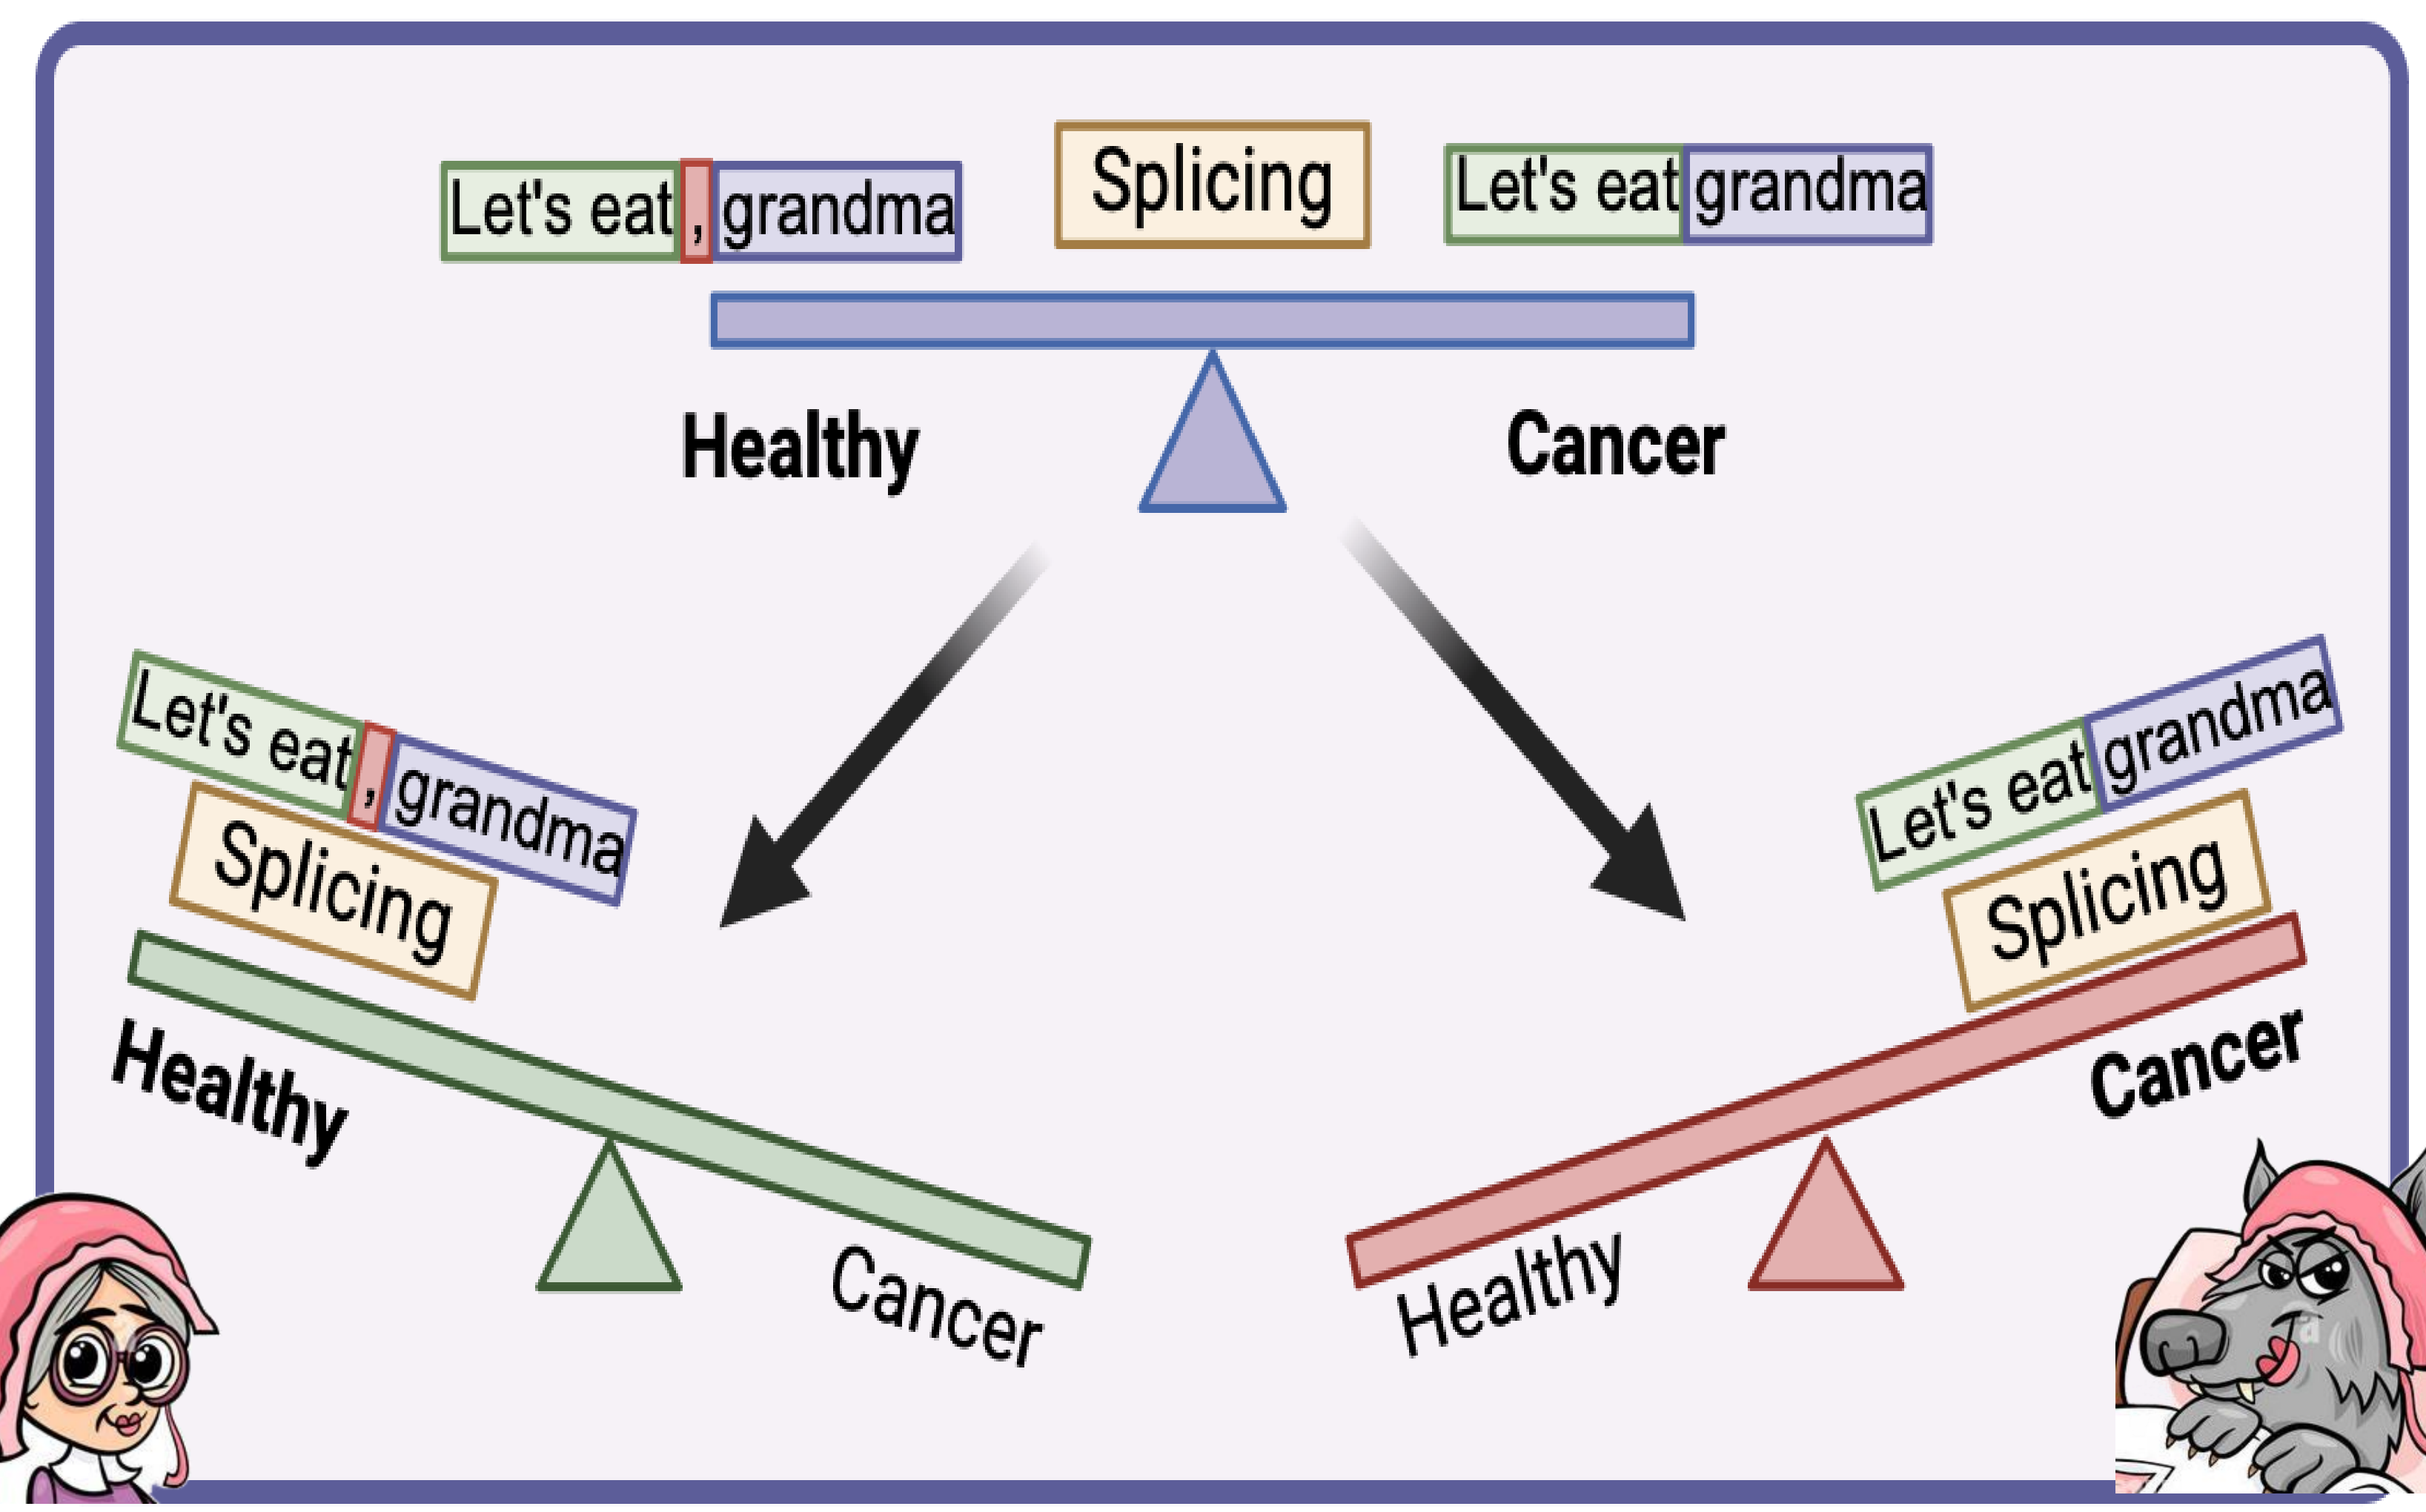 Let's eat, grandma
Splicing
Let's eat grandma
Healthy
Cancer
Let's eat, grandma
Splicing
Healthy
Cancer
Let's eat grandma
Splicing
Cancer
Healthy
a